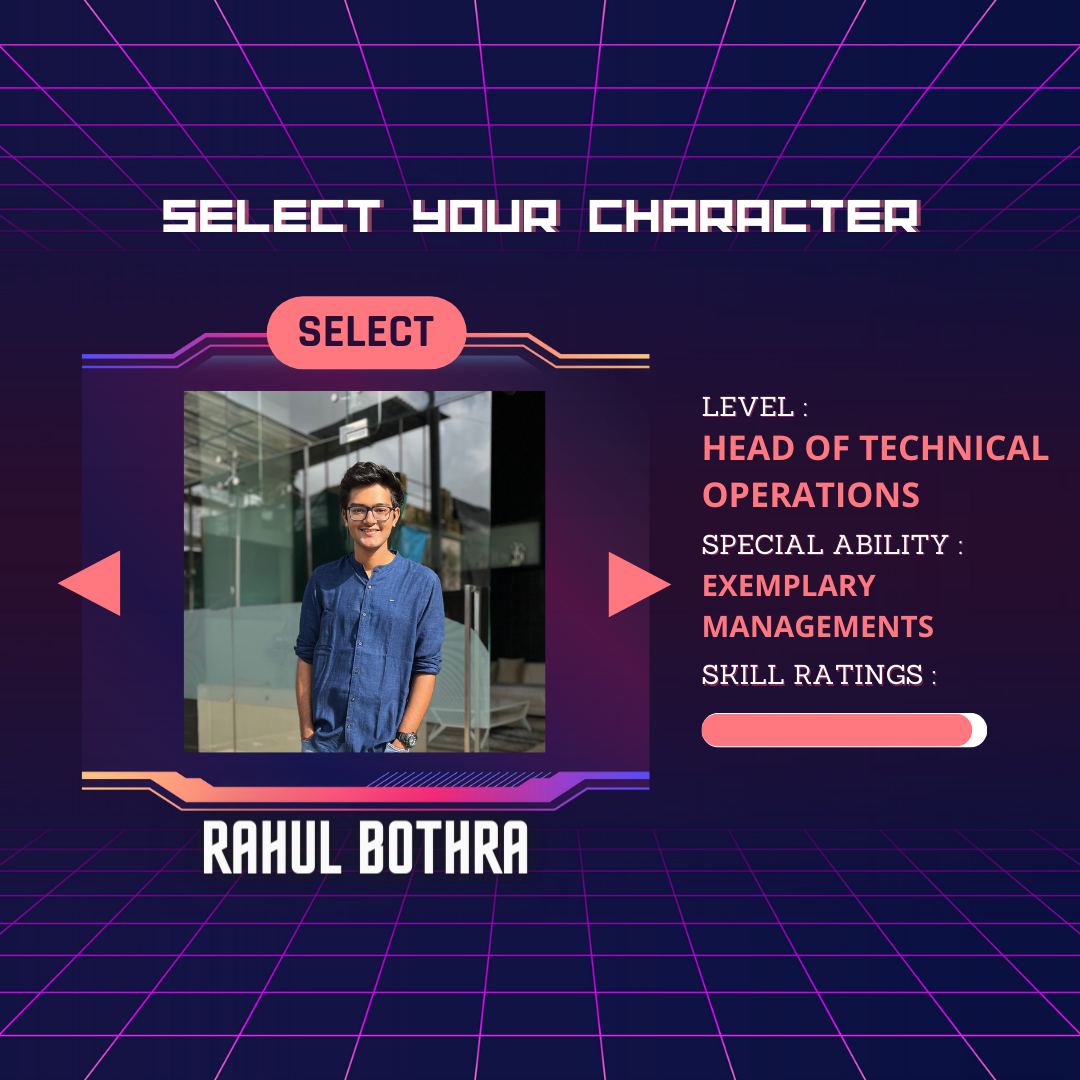 SELECT YOUR CHARACTER
SELECT
LEVEL :
HEAD OF TECHNICAL
OPERATIONS
SPECIAL ABILITY :
EXEMPLARY
MANAGEMENTS
SKILL RATINGS :
RAHUL BOTHRA